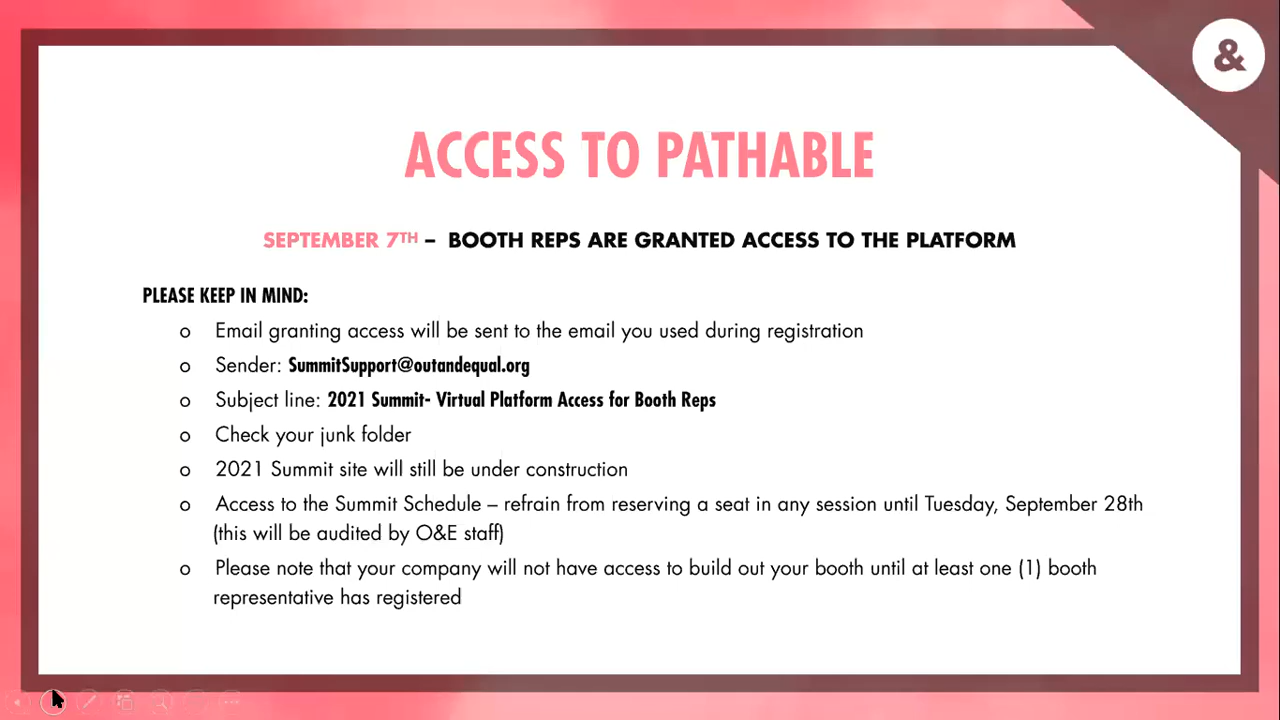 &
ACCESS TO PATHABLE
SEPTEMBER 7TH – BOOTH REPS ARE GRANTED ACCESS TO THE PLATFORM
PLEASE KEEP IN MIND:
o Email granting access will be sent to the email you used during registration
o Sender: SummitSupport@outandequal.org
o Subject line: 2021 Summit- Virtual Platform Access for Booth Reps
o Check your junk folder
o 2021 Summit site will still be under construction
o Access to the Summit Schedule – refrain from reserving a seat in any session until Tuesday, September 28th
(this will be audited by O&E staff)
o Please note that your company will not have access to build out your booth until at least one (1) booth
representative has registered